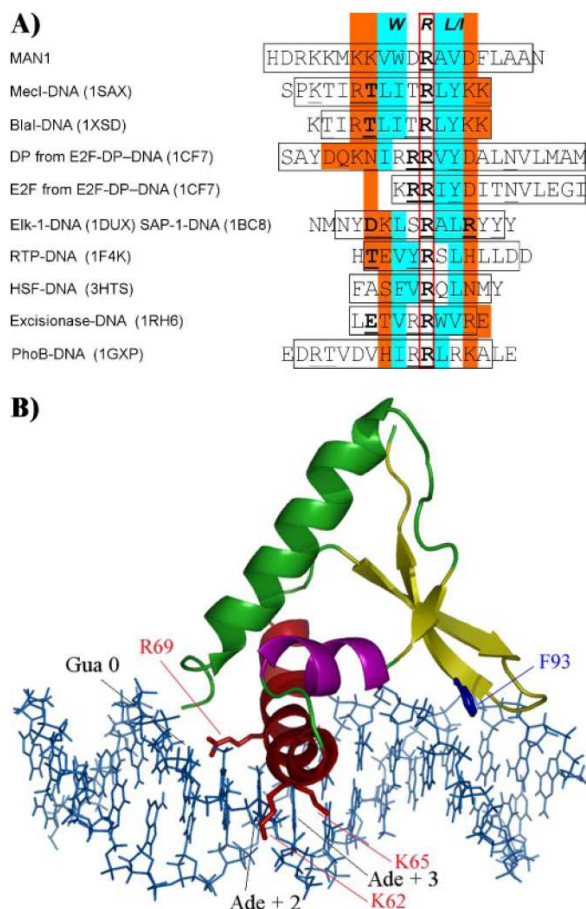 A)
W R L/I
MAN1 HDRKKMKKVWDRAVDFLAAN
MecI-DNA (1SAX) SPKTIRTLITRLYKK
BlaI-DNA (1XSD) KTIRTLITRLYKK
DP from E2F-DP–DNA (1CF7) SAYDQKNIRRRVYDALNVLMAM
E2F from E2F-DP–DNA (1CF7) KRRIYDITNVLEGI
Elk-1-DNA (1DUX) SAP-1-DNA (1BC8) NMNYDKLSRALRYYY
RTP-DNA (1F4K) HTEVYRSLHLLDD
HSF-DNA (3HTS) FASFVRQLNMY
Excisionase-DNA (1RH6) LETVRRWVRE
PhoB-DNA (1GXP) EDRTVDVHIRRLRKALE
B)
R69
Gua 0
F93
K65
Ade + 3
Ade + 2
K62